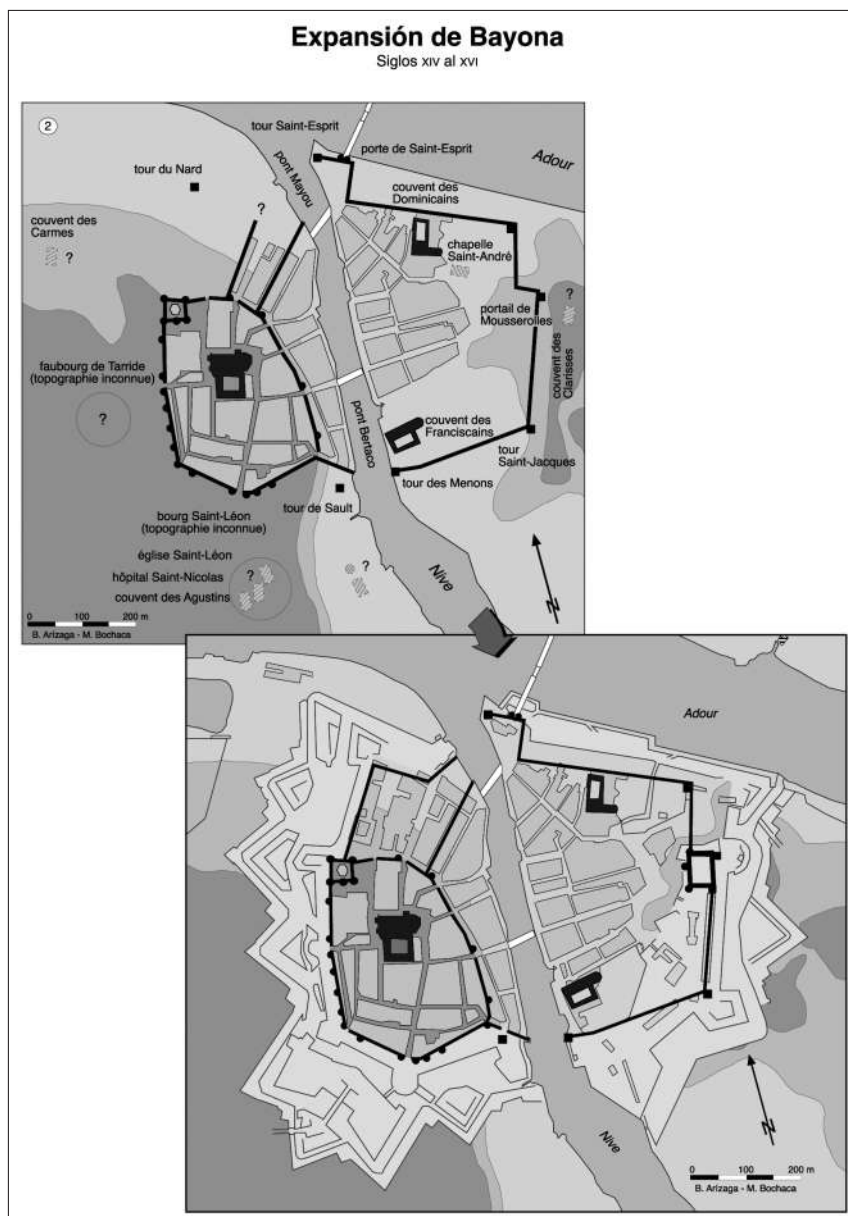 Expansión de Bayona
Siglos XIV al XVI
2
tour Saint-Esprit
porte de Saint-Esprit
Adour
tour du Nard
pont Mayou
couvent des
Dominicains
?
couvent des
Carmes
?
chapelle
Saint-André
?
portail de
Mousserolles
couvent des
Clarisses
faubourg de Tarride
(topographie inconnue)
?
pont Bertaco
couvent des
Franciscains
tour
Saint-Jacques
tour des Menons
tour de Sault
bourg Saint-Léon
(topographie inconnue)
église Saint-Léon
hôpital Saint-Nicolas
couvent des Agustins
?
?
Nive
N
0 100 200 m
B. Arizaga - M. Bochaca
Adour
Nive
N
0 100 200 m
B. Arizaga - M. Bochaca